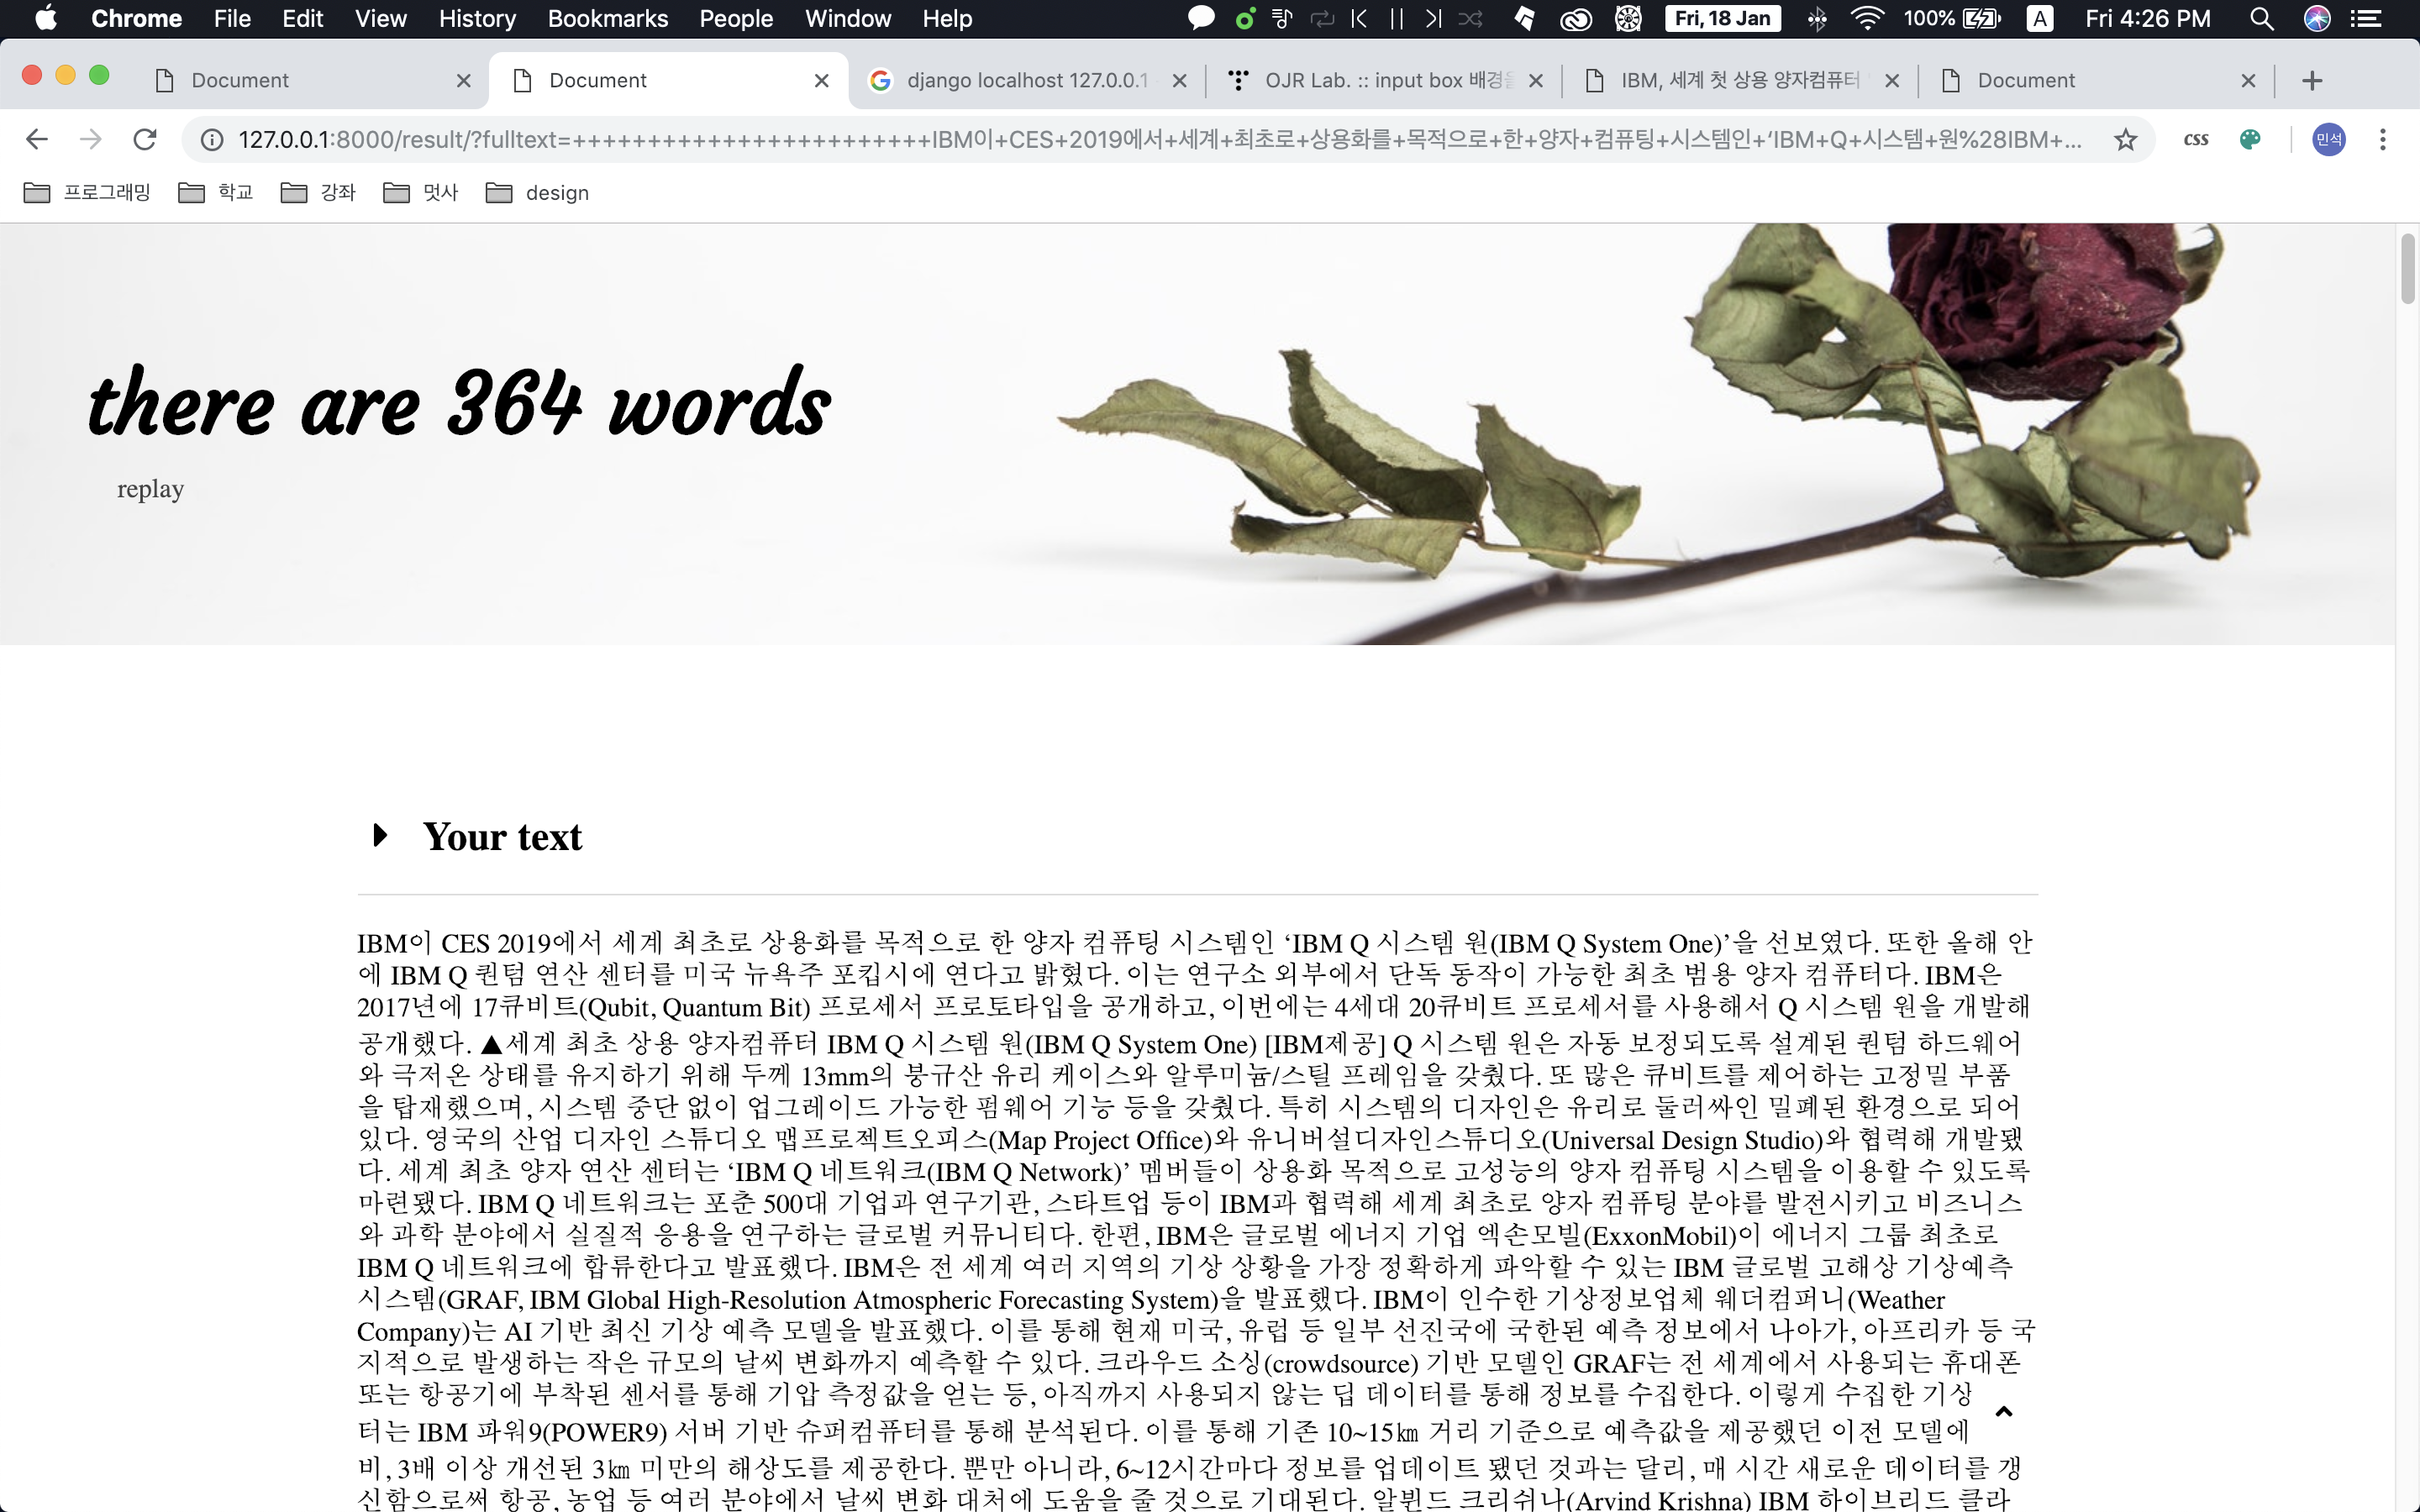 Chrome File Edit View History Bookmarks People Window Help Fri, 18 Jan 100% A Fri 4:26 PM
Document Document django localhost 127.0.0.1 OJR Lab. :: input box 배경을 IBM, 세계 첫 상용 양자컴퓨터 Document
127.0.0.1:8000/result/?fulltext=++++++++++++++++++++++++IBM이+CES+2019에서+세계+최초로+상용화를+목적으로+한+양자+컴퓨팅+시스템인+‘IBM+Q+시스템+원%28IBM+... css 민석
프로그래밍 학교 강좌 멋사 design
there are 364 words
replay
Your text
IBM이 CES 2019에서 세계 최초로 상용화를 목적으로 한 양자 컴퓨팅 시스템인 ‘IBM Q 시스템 원(IBM Q System One)’을 선보였다. 또한 올해 안
에 IBM Q 퀀텀 연산 센터를 미국 뉴욕주 포킵시에 연다고 밝혔다. 이는 연구소 외부에서 단독 동작이 가능한 최초 범용 양자 컴퓨터다. IBM은
2017년에 17큐비트(Qubit, Quantum Bit) 프로세서 프로토타입을 공개하고, 이번에는 4세대 20큐비트 프로세서를 사용해서 Q 시스템 원을 개발해
공개했다. ▲세계 최초 상용 양자컴퓨터 IBM Q 시스템 원(IBM Q System One) [IBM제공] Q 시스템 원은 자동 보정되도록 설계된 퀀텀 하드웨어
와 극저온 상태를 유지하기 위해 두께 13mm의 붕규산 유리 케이스와 알루미늄/스틸 프레임을 갖췄다. 또 많은 큐비트를 제어하는 고정밀 부품
을 탑재했으며, 시스템 중단 없이 업그레이드 가능한 펌웨어 기능 등을 갖췄다. 특히 시스템의 디자인은 유리로 둘러싸인 밀폐된 환경으로 되어
있다. 영국의 산업 디자인 스튜디오 맵프로젝트오피스(Map Project Office)와 유니버설디자인스튜디오(Universal Design Studio)와 협력해 개발됐
다. 세계 최초 양자 연산 센터는 ‘IBM Q 네트워크(IBM Q Network)’ 멤버들이 상용화 목적으로 고성능의 양자 컴퓨팅 시스템을 이용할 수 있도록
마련됐다. IBM Q 네트워크는 포춘 500대 기업과 연구기관, 스타트업 등이 IBM과 협력해 세계 최초로 양자 컴퓨팅 분야를 발전시키고 비즈니스
와 과학 분야에서 실질적 응용을 연구하는 글로벌 커뮤니티다. 한편, IBM은 글로벌 에너지 기업 엑손모빌(ExxonMobil)이 에너지 그룹 최초로
IBM Q 네트워크에 합류한다고 발표했다. IBM은 전 세계 여러 지역의 기상 상황을 가장 정확하게 파악할 수 있는 IBM 글로벌 고해상 기상예측
시스템(GRAF, IBM Global High-Resolution Atmospheric Forecasting System)을 발표했다. IBM이 인수한 기상정보업체 웨더컴퍼니(Weather
Company)는 AI 기반 최신 기상 예측 모델을 발표했다. 이를 통해 현재 미국, 유럽 등 일부 선진국에 국한된 예측 정보에서 나아가, 아프리카 등 국
지적으로 발생하는 작은 규모의 날씨 변화까지 예측할 수 있다. 크라우드 소싱(crowdsource) 기반 모델인 GRAF는 전 세계에서 사용되는 휴대폰
또는 항공기에 부착된 센서를 통해 기압 측정값을 얻는 등, 아직까지 사용되지 않는 딥 데이터를 통해 정보를 수집한다. 이렇게 수집한 기상
터는 IBM 파워9(POWER9) 서버 기반 슈퍼컴퓨터를 통해 분석된다. 이를 통해 기존 10~15㎞ 거리 기준으로 예측값을 제공했던 이전 모델에
비, 3배 이상 개선된 3㎞ 미만의 해상도를 제공한다. 뿐만 아니라, 6~12시간마다 정보를 업데이트 됐던 것과는 달리, 매 시간 새로운 데이터를 갱
신함으로써 항공, 농업 등 여러 분야에서 날씨 변화 대처에 도움을 줄 것으로 기대된다. 알뷘드 크리쉬나(Arvind Krishna) IBM 하이브리드 클라